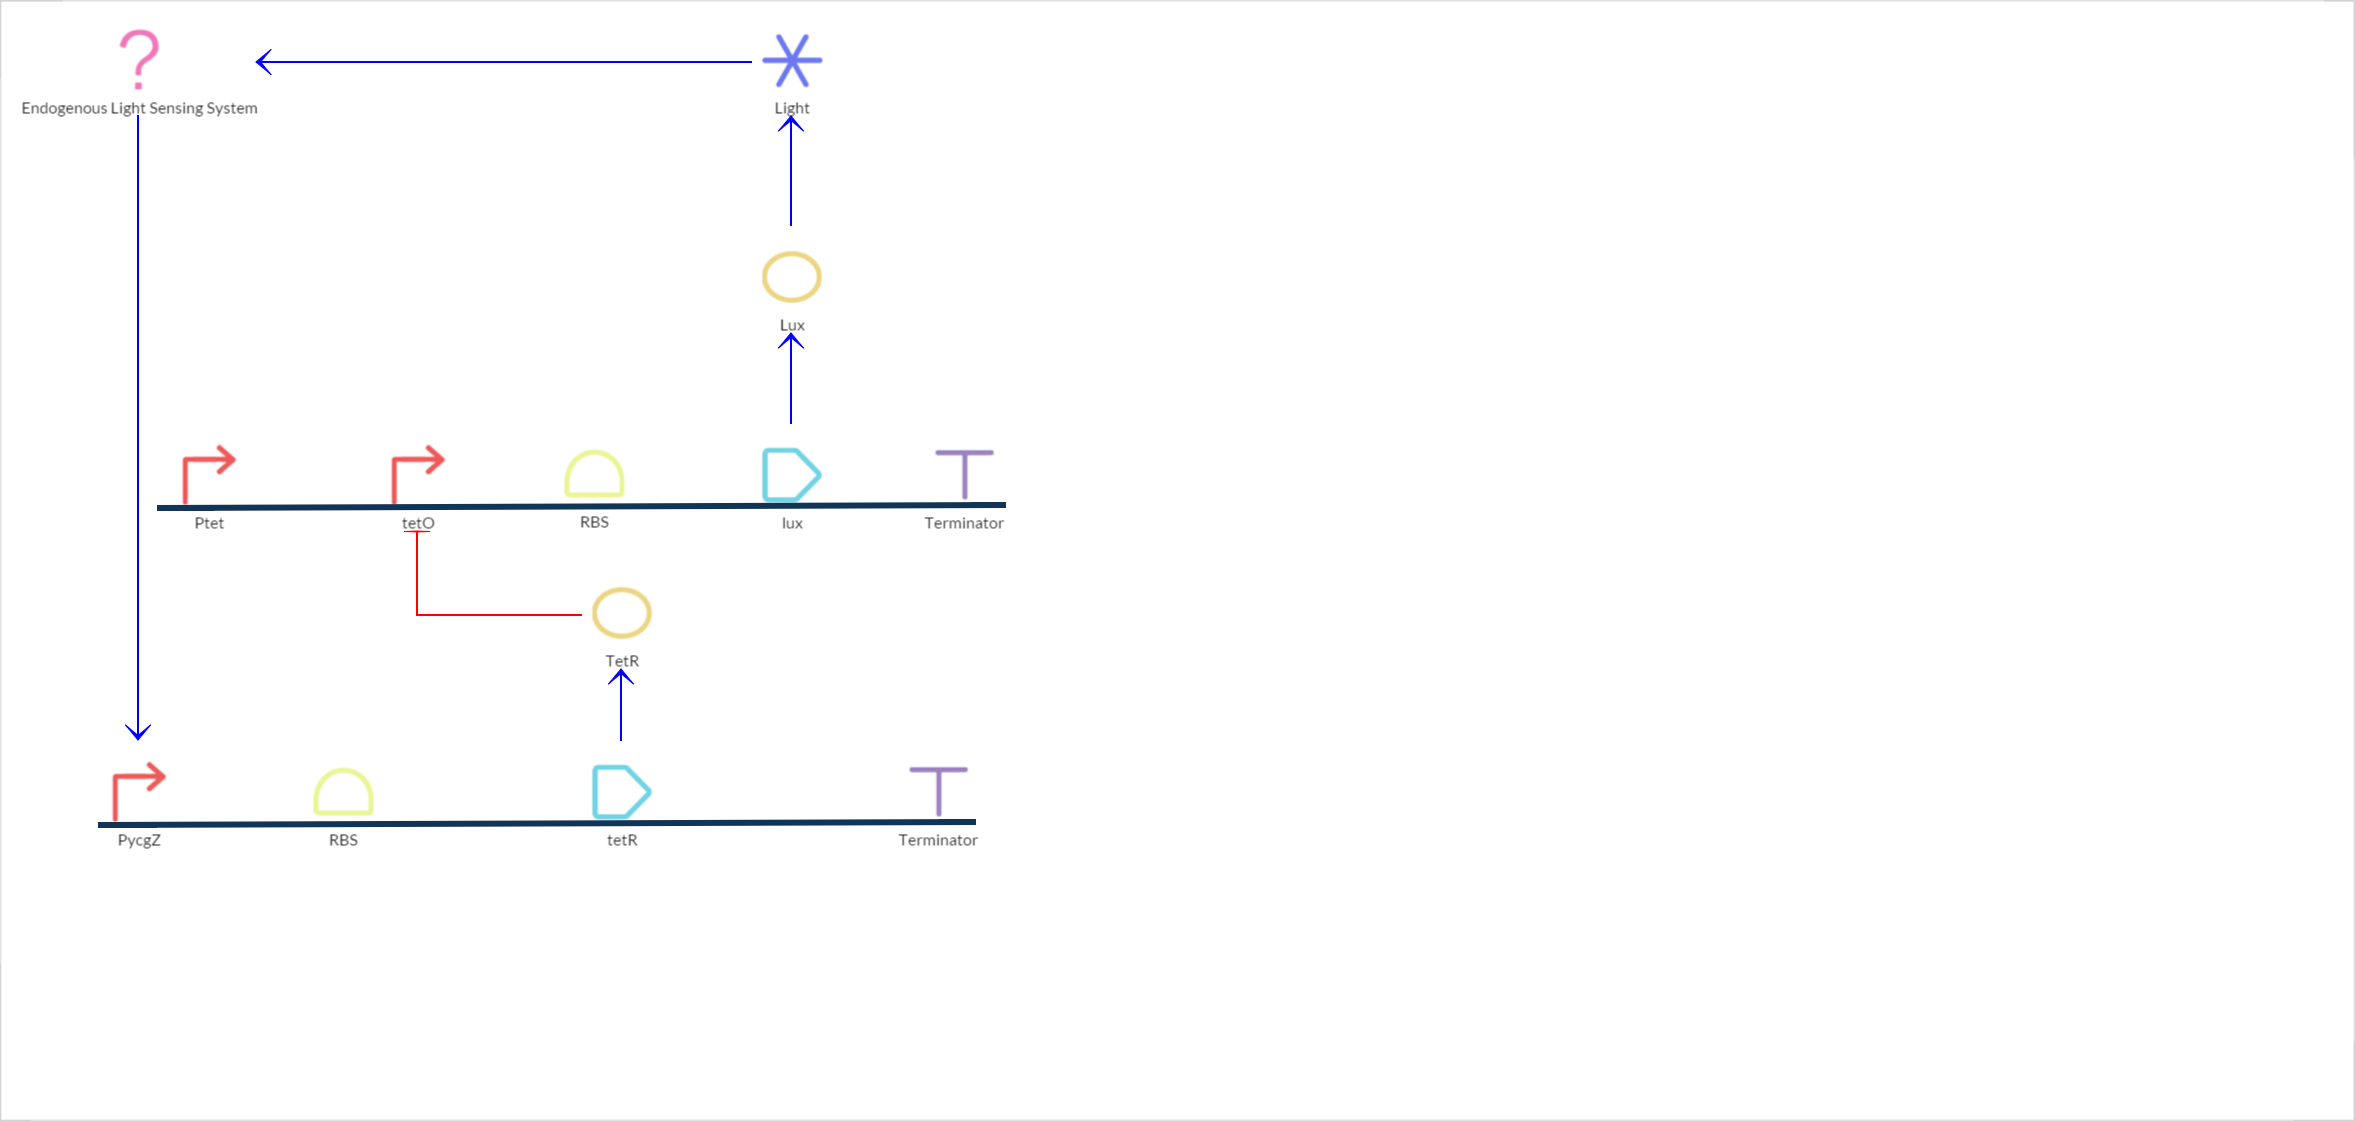 Endogenous Light Sensing System
Light
Lux
Ptet
tetO
RBS
lux
Terminator
TetR
PycgZ
RBS
tetR
Terminator